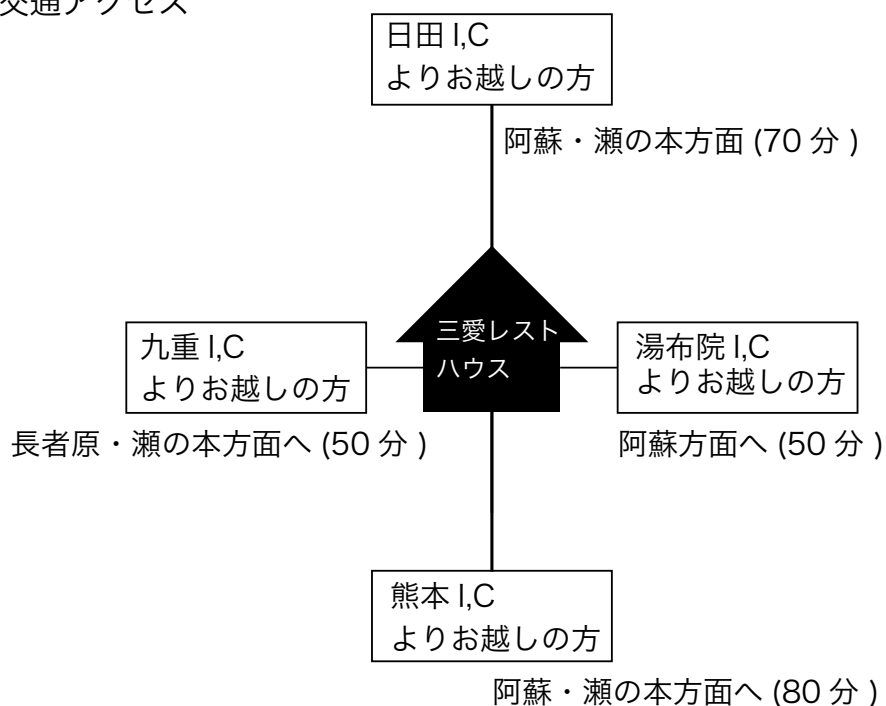 交通アクセス
日田 I,C
よりお越しの方
阿蘇・瀬の本方面 (70 分 )
三愛レスト
ハウス
九重 I,C
よりお越しの方
長者原・瀬の本方面へ (50 分 )
湯布院 I,C
よりお越しの方
阿蘇方面へ (50 分 )
熊本 I,C
よりお越しの方
阿蘇・瀬の本方面へ (80 分 )